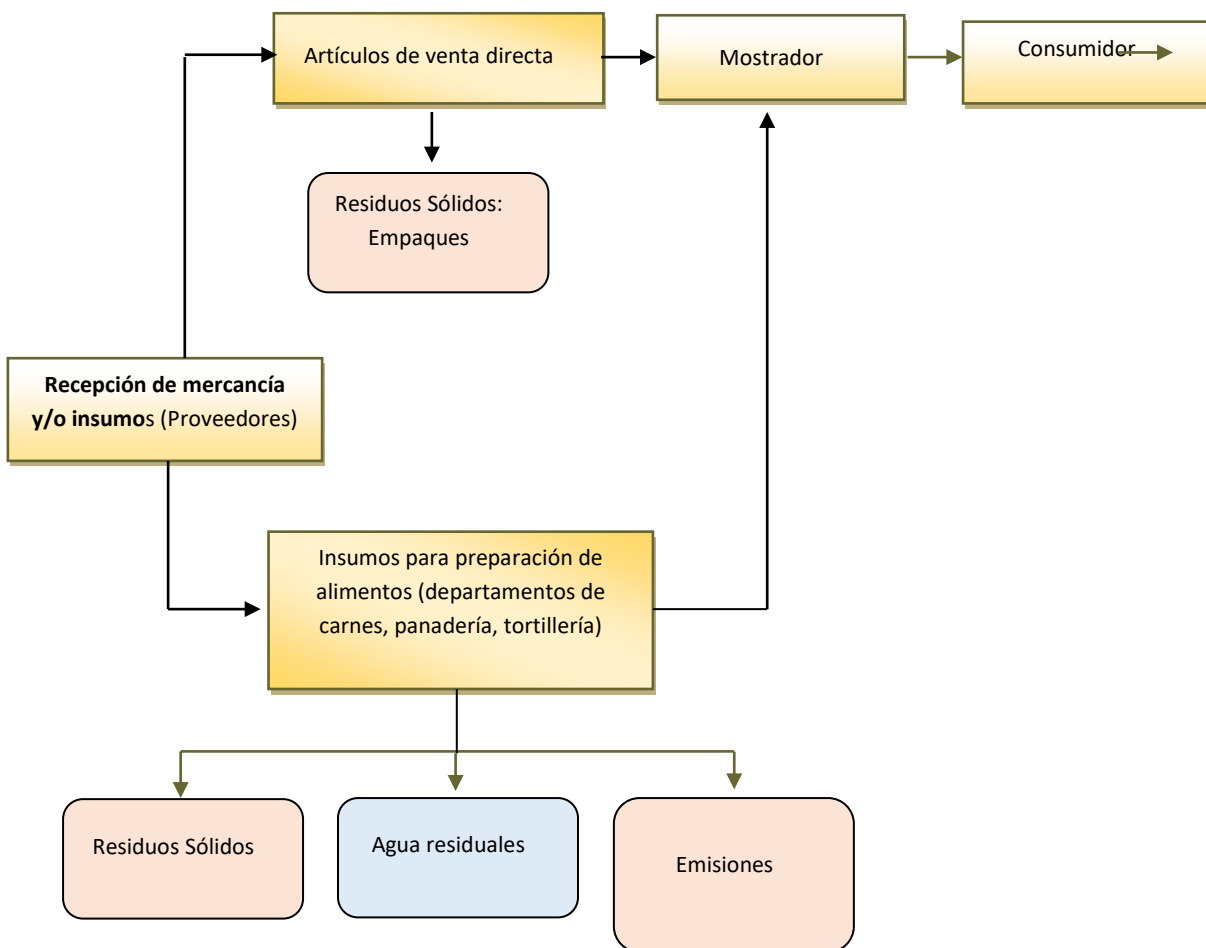 Artículos de venta directa
Mostrador
Consumidor
Residuos Sólidos:
Empaques
Recepción de mercancía
y/o insumos (Proveedores)
Insumos para preparación de
alimentos (departamentos de
carnes, panadería, tortillería)
Residuos Sólidos
Agua residuales
Emisiones